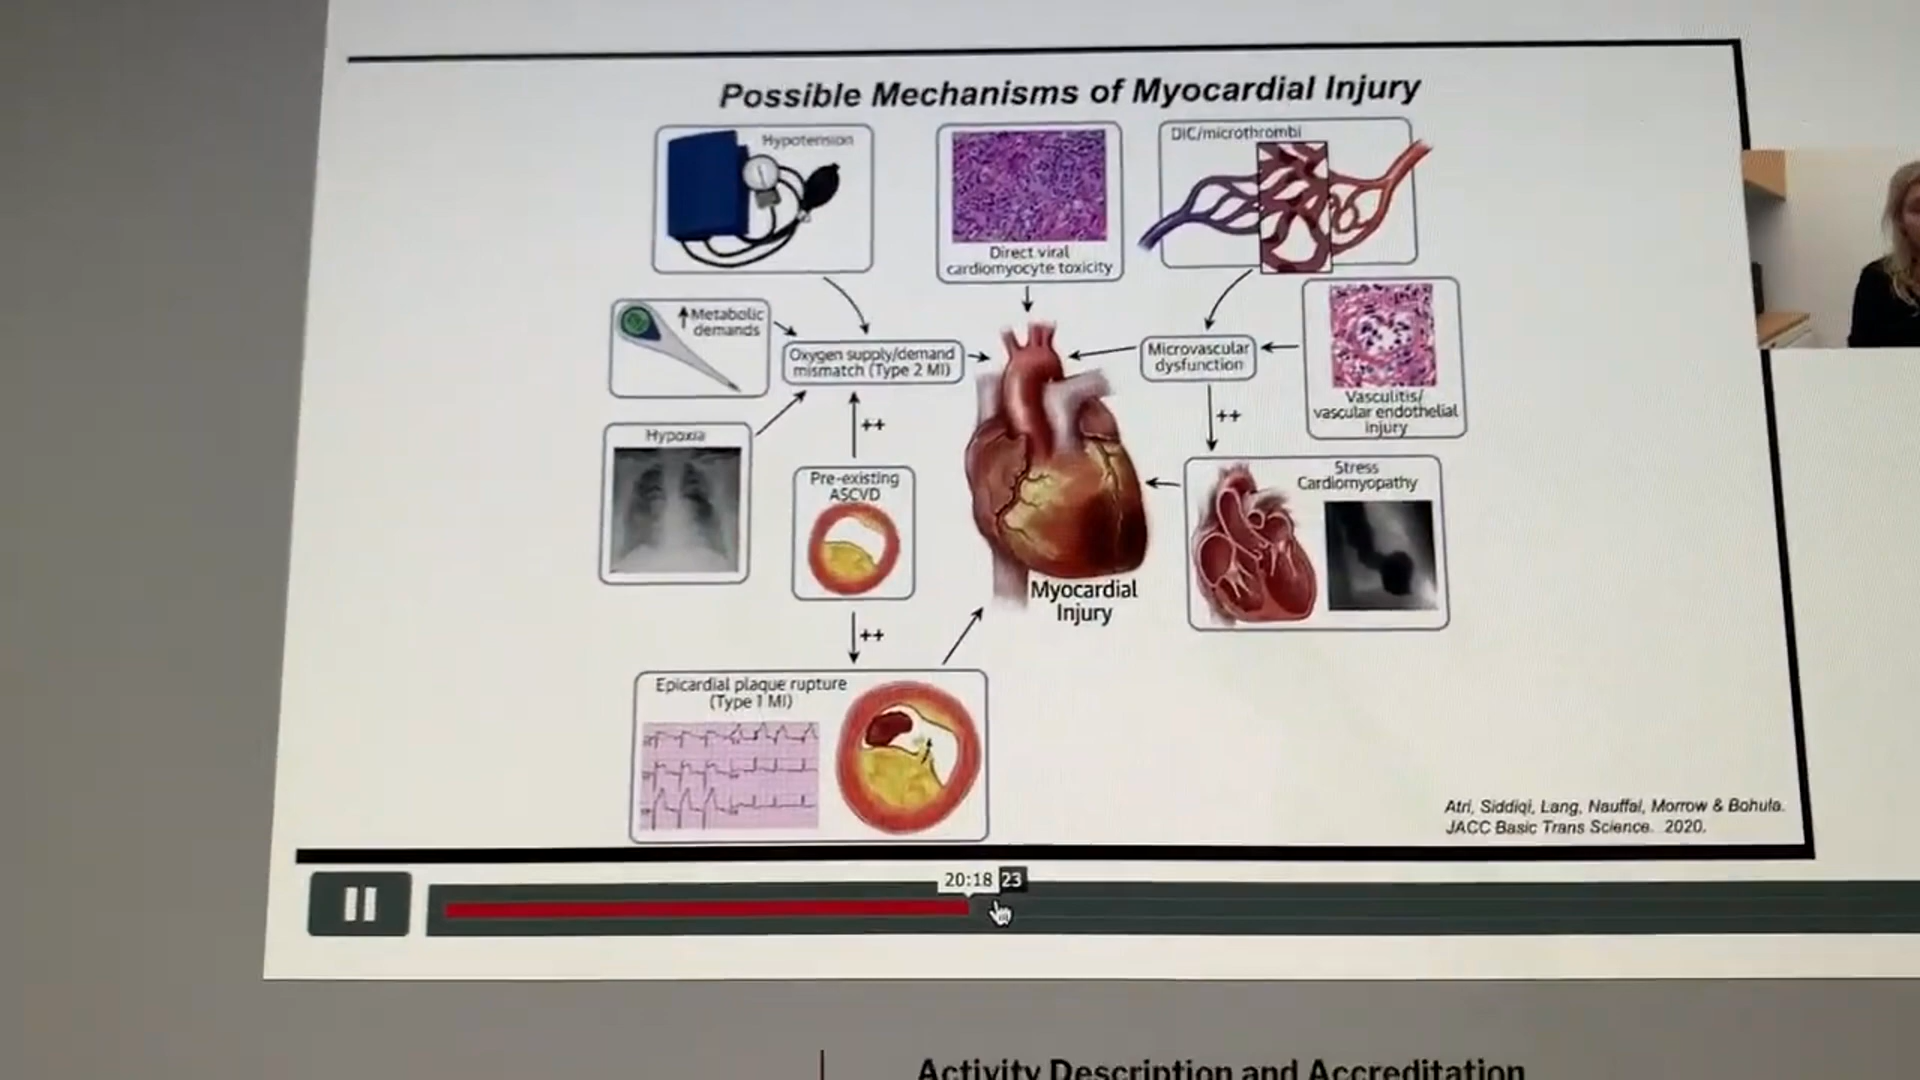 Possible Mechanisms of Myocardial Injury
Hypotension
Direct viral
cardiomyocyte toxicity
DIC/microthrombi
↑Metabolic
demands
Oxygen supply/demand
mismatch (Type 2 MI)
Microvascular
dysfunction
Vasculitis/
vascular endothelial
injury
Hypoxia
++
++
Pre-existing
ASCVD
Stress
Cardiomyopathy
Myocardial
Injury
++
Epicardial plaque rupture
(Type 1 MI)
Atri, Siddiqi, Lang, Nauffal, Morrow & Bohula.
JACC Basic Trans Science. 2020.
20:18 23
Activity Description and Accreditation